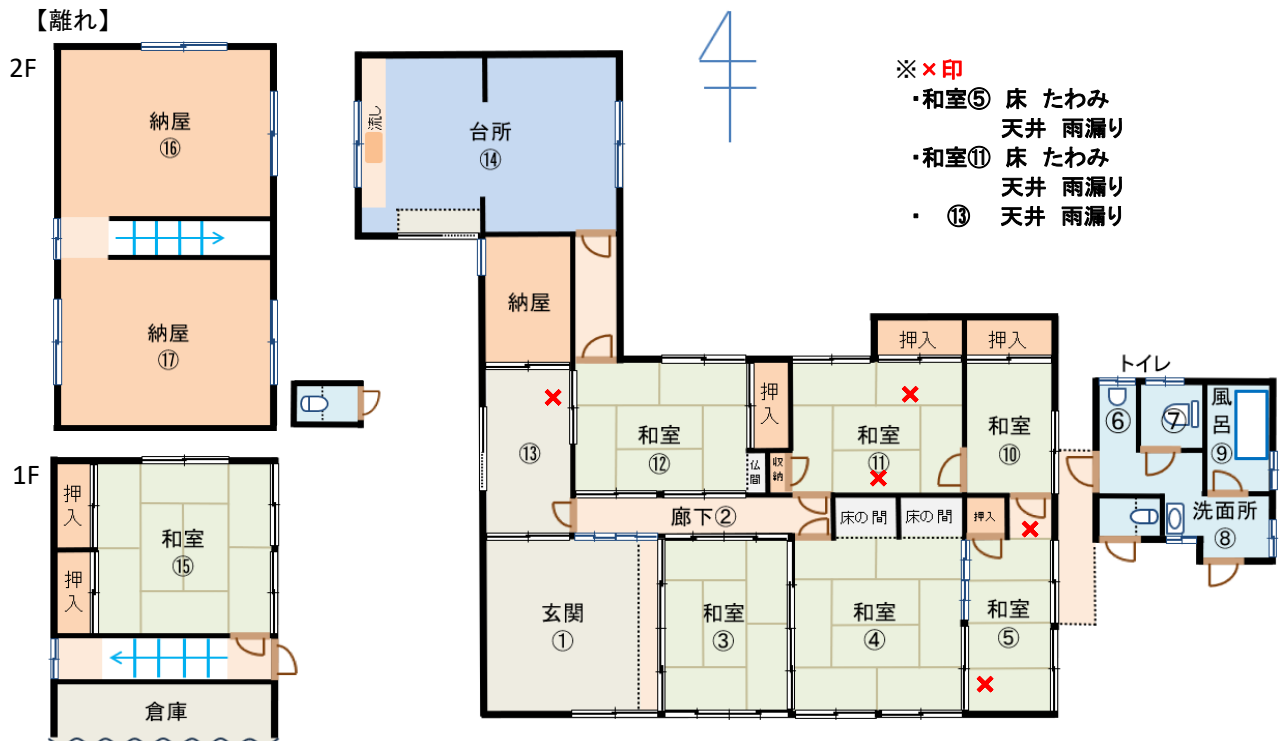 【離れ】
2F
納屋
⑯
納屋
⑰
1F
押入
押入
和室
⑮
倉庫
流し
台所
⑭
納屋
⑬
和室
⑫
押入
仏間
収納
和室
⑪
押入
押入
和室
⑩
廊下②
床の間
床の間
押入
玄関
①
和室
③
和室
④
和室
⑤
トイレ
⑥
⑦
風呂
⑨
洗面所
⑧
※×印
・和室⑤ 床 たわみ
天井 雨漏り
・和室⑪ 床 たわみ
天井 雨漏り
・ ⑬ 天井 雨漏り